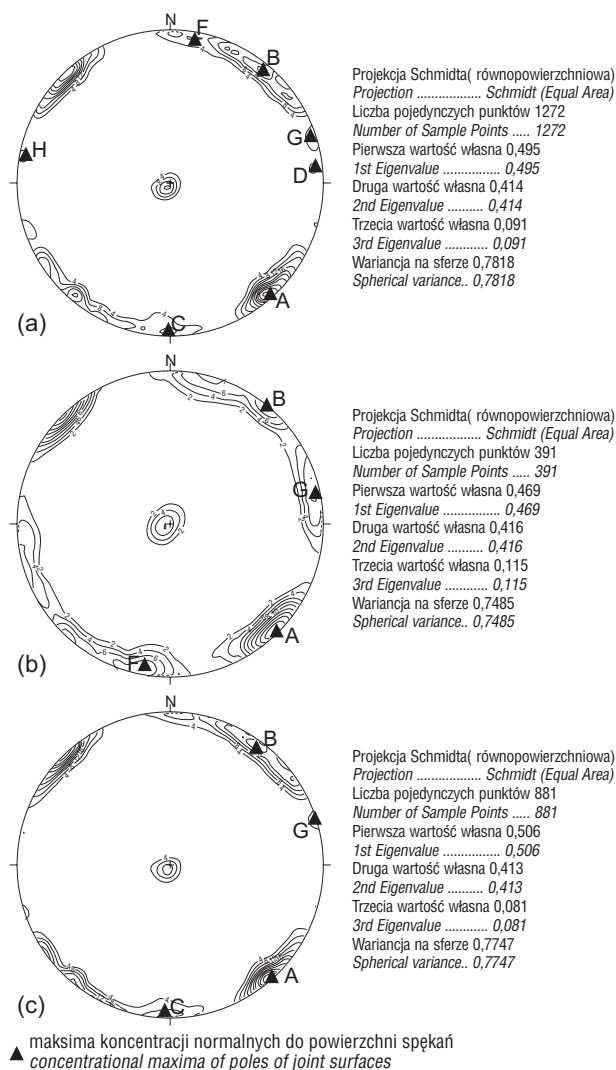 N
F
B
G
H
D
A
C
(a)
Projekcja Schmidta( równopowierzchniowa)
Projection .................. Schmidt (Equal Area)
Liczba pojedynczych punktów 1272
Number of Sample Points ..... 1272
Pierwsza wartość własna 0,495
1st Eigenvalue ................ 0,495
Druga wartość własna 0,414
2nd Eigenvalue .......... 0,414
Trzecia wartość własna 0,091
3rd Eigenvalue ............ 0,091
Wariancja na sferze 0,7818
Spherical variance.. 0,7818
N
B
G
A
F
(b)
Projekcja Schmidta( równopowierzchniowa)
Projection .................. Schmidt (Equal Area)
Liczba pojedynczych punktów 391
Number of Sample Points ..... 391
Pierwsza wartość własna 0,469
1st Eigenvalue ................ 0,469
Druga wartość własna 0,416
2nd Eigenvalue .......... 0,416
Trzecia wartość własna 0,115
3rd Eigenvalue ............ 0,115
Wariancja na sferze 0,7485
Spherical variance.. 0,7485
N
B
G
A
C
(c)
Projekcja Schmidta( równopowierzchniowa)
Projection .................. Schmidt (Equal Area)
Liczba pojedynczych punktów 881
Number of Sample Points ..... 881
Pierwsza wartość własna 0,506
1st Eigenvalue ................ 0,506
Druga wartość własna 0,413
2nd Eigenvalue .......... 0,413
Trzecia wartość własna 0,081
3rd Eigenvalue ............ 0,081
Wariancja na sferze 0,7747
Spherical variance.. 0,7747
maksima koncentracji normalnych do powierzchni spękań
concentrational maxima of poles of joint surfaces